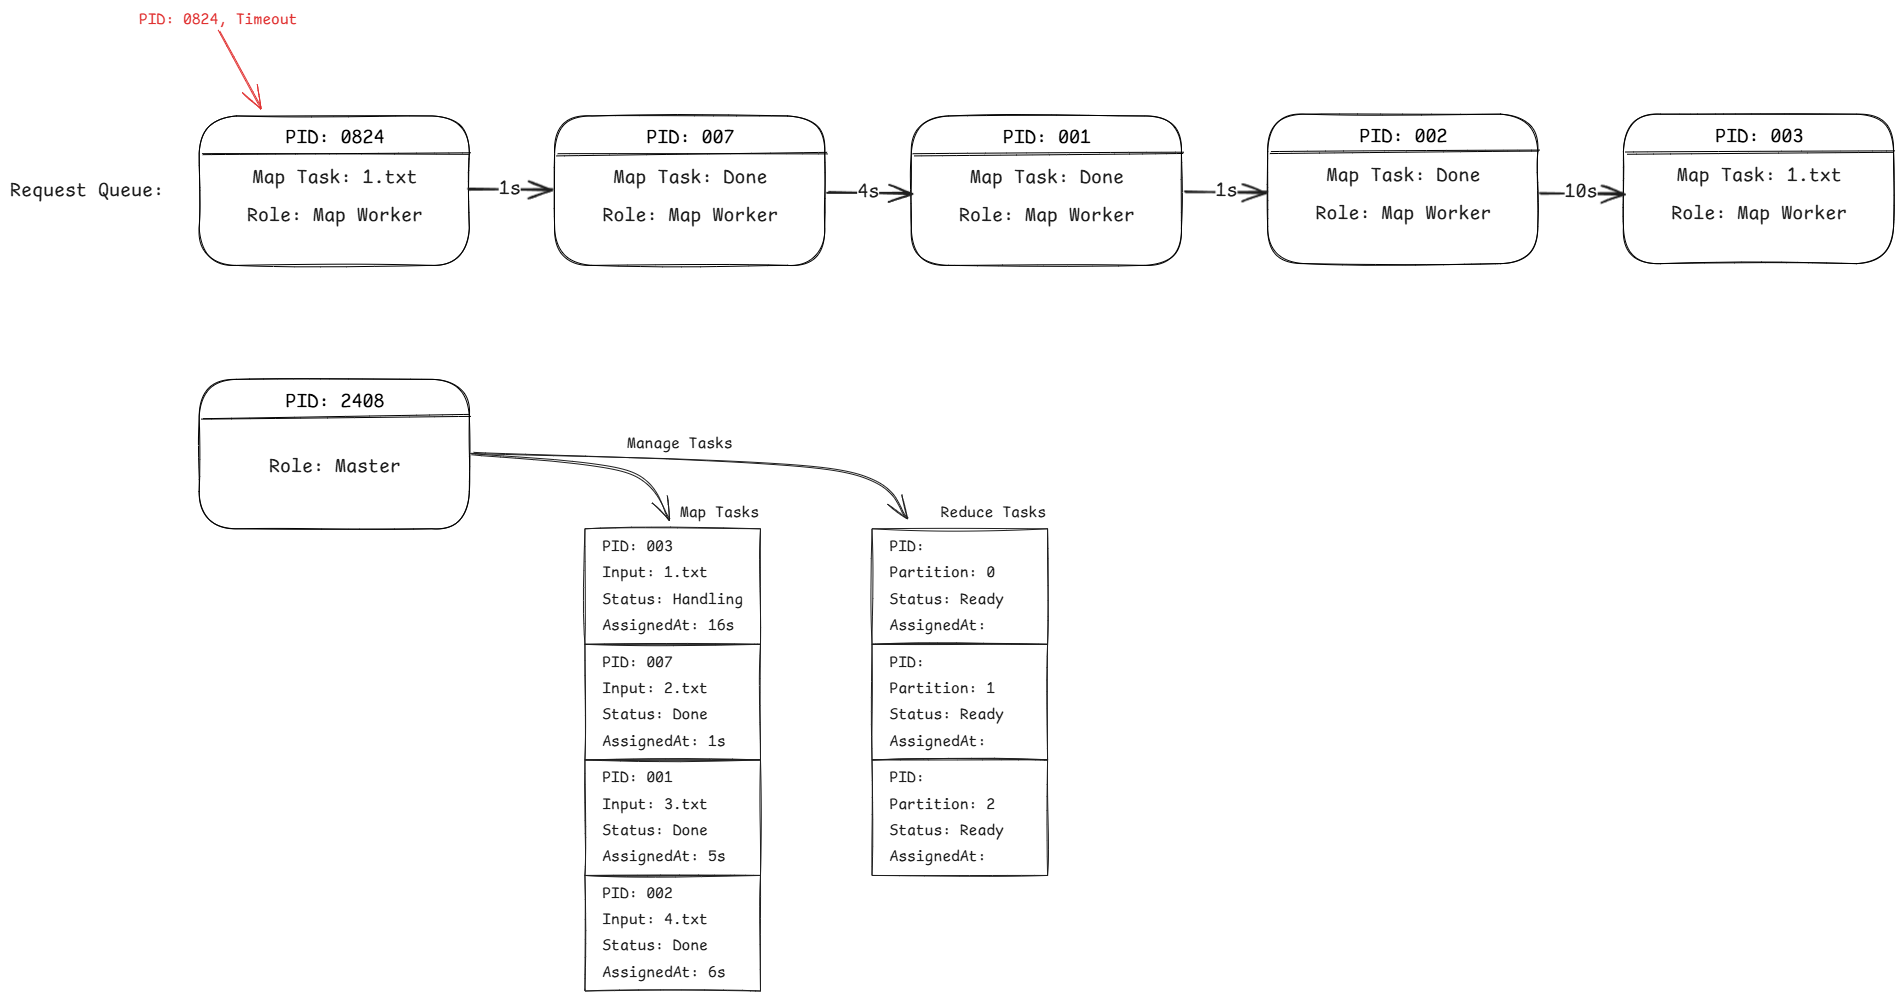 PID: 0824, Timeout
Request Queue:
PID: 0824
Map Task: 1.txt
Role: Map Worker
1s
PID: 007
Map Task: Done
Role: Map Worker
4s
PID: 001
Map Task: Done
Role: Map Worker
1s
PID: 002
Map Task: Done
Role: Map Worker
10s
PID: 003
Map Task: 1.txt
Role: Map Worker
PID: 2408
Role: Master
Manage Tasks
Map Tasks
PID: 003
Input: 1.txt
Status: Handling
AssignedAt: 16s
PID: 007
Input: 2.txt
Status: Done
AssignedAt: 1s
PID: 001
Input: 3.txt
Status: Done
AssignedAt: 5s
PID: 002
Input: 4.txt
Status: Done
AssignedAt: 6s
Reduce Tasks
PID:
Partition: 0
Status: Ready
AssignedAt:
PID:
Partition: 1
Status: Ready
AssignedAt:
PID:
Partition: 2
Status: Ready
AssignedAt: